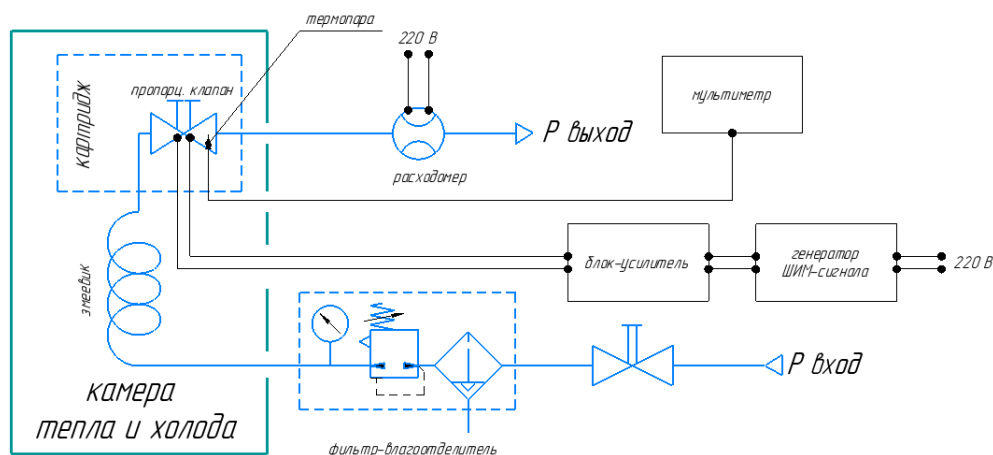 термопара
220 В
пропорц. клапан
картридж
мультиметр
Р выход
расходомер
блок-усилитель
генератор
ШИМ-сигнала
220 В
змеевик
Р вход
камера
тепла и холода
фильтр-влагоотделитель